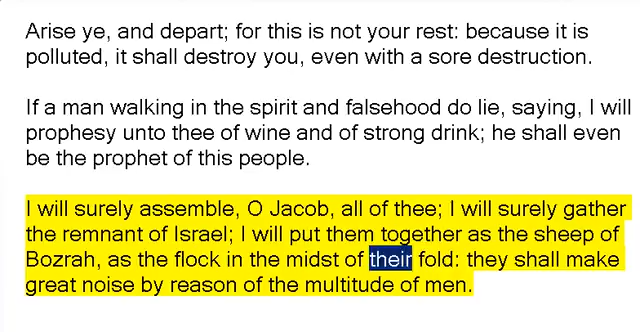 Arise ye, and depart; for this is not your rest: because it is
polluted, it shall destroy you, even with a sore destruction.
If a man walking in the spirit and falsehood do lie, saying, I will
prophesy unto thee of wine and of strong drink; he shall even
be the prophet of this people.
I will surely assemble, O Jacob, all of thee; I will surely gather
the remnant of Israel; I will put them together as the sheep of
Bozrah, as the flock in the midst of their fold: they shall make
great noise by reason of the multitude of men.